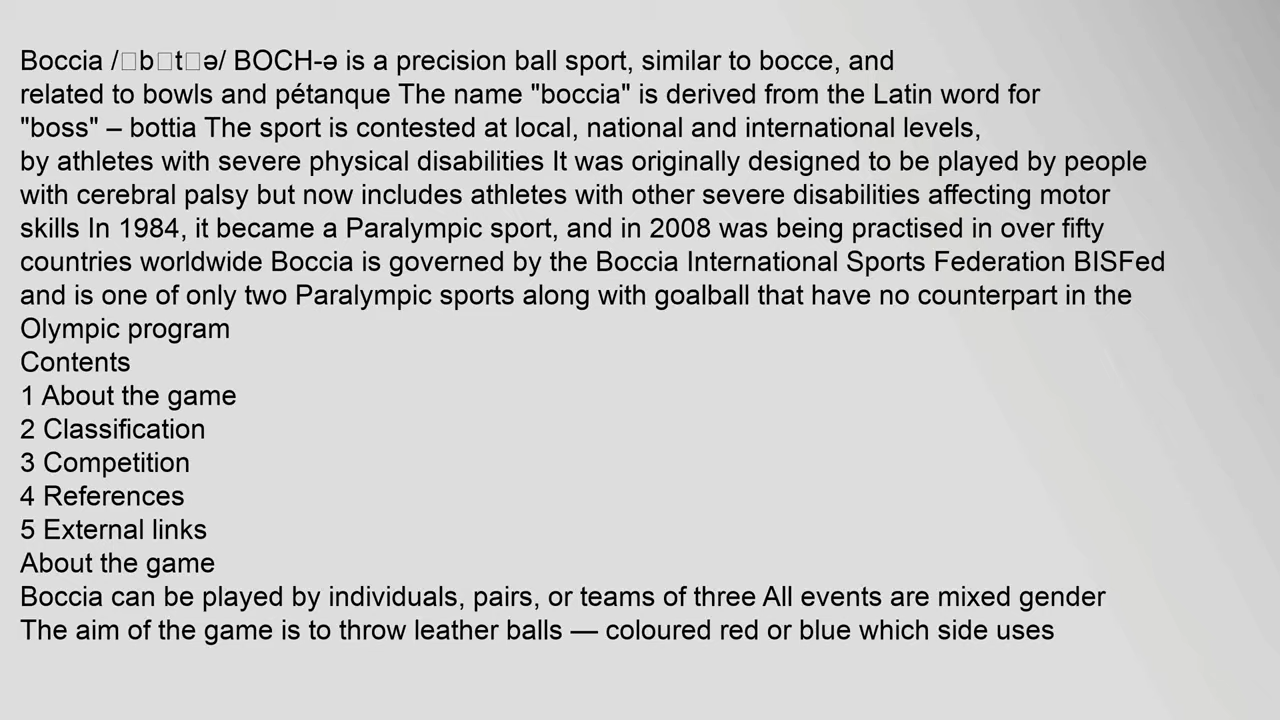 Boccia /□b□t□ə/ BOCH-ə is a precision ball sport, similar to bocce, and
related to bowls and pétanque The name "boccia" is derived from the Latin word for
"boss" – bottia The sport is contested at local, national and international levels,
by athletes with severe physical disabilities It was originally designed to be played by people
with cerebral palsy but now includes athletes with other severe disabilities affecting motor
skills In 1984, it became a Paralympic sport, and in 2008 was being practised in over fifty
countries worldwide Boccia is governed by the Boccia International Sports Federation BISFed
and is one of only two Paralympic sports along with goalball that have no counterpart in the
Olympic program
Contents
1 About the game
2 Classification
3 Competition
4 References
5 External links
About the game
Boccia can be played by individuals, pairs, or teams of three All events are mixed gender
The aim of the game is to throw leather balls — coloured red or blue which side uses